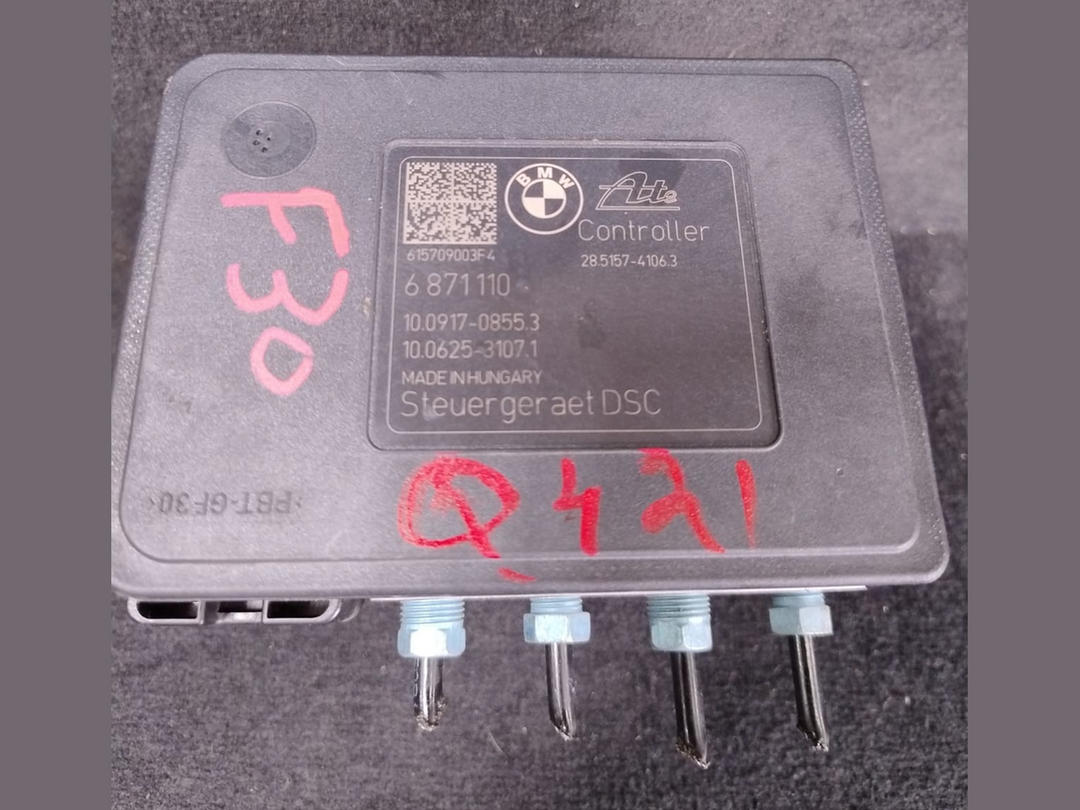 BMW
Ate
Controller
615709003F4
28.5157-4106.3
6 871 110
10.0917-0855.3
10.0625-3107.1
MADE IN HUNGARY
Steuergeraet DSC
F30
Q421
>PBT-GF30<